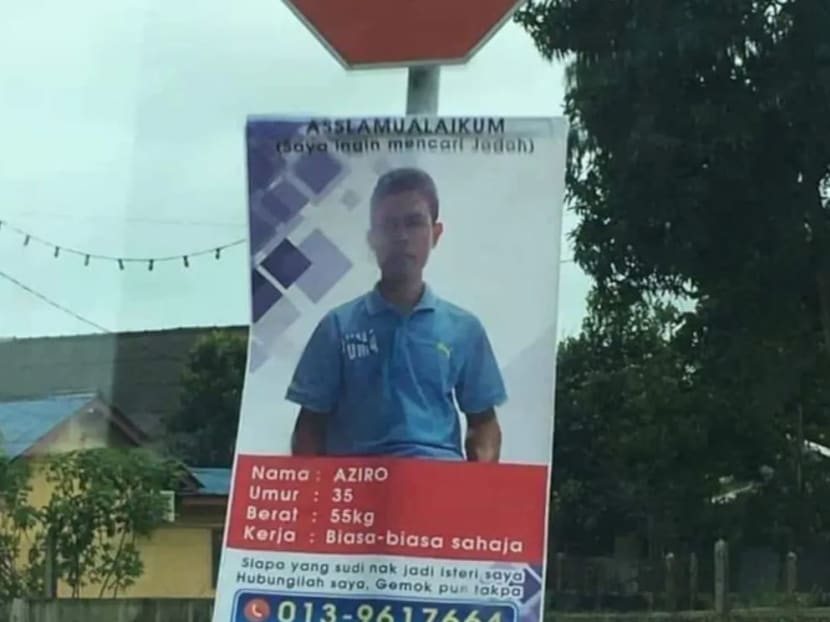 ASSLAMUALAIKUM
(Saya ingin mencari Jodoh)
Nama : AZIRO
Umur : 35
Berat : 55kg
Kerja : Biasa-biasa sahaja
Siapa yang sudi nak jadi isteri saya
Hubungilah saya, Gemok pun takpa
013-9617664